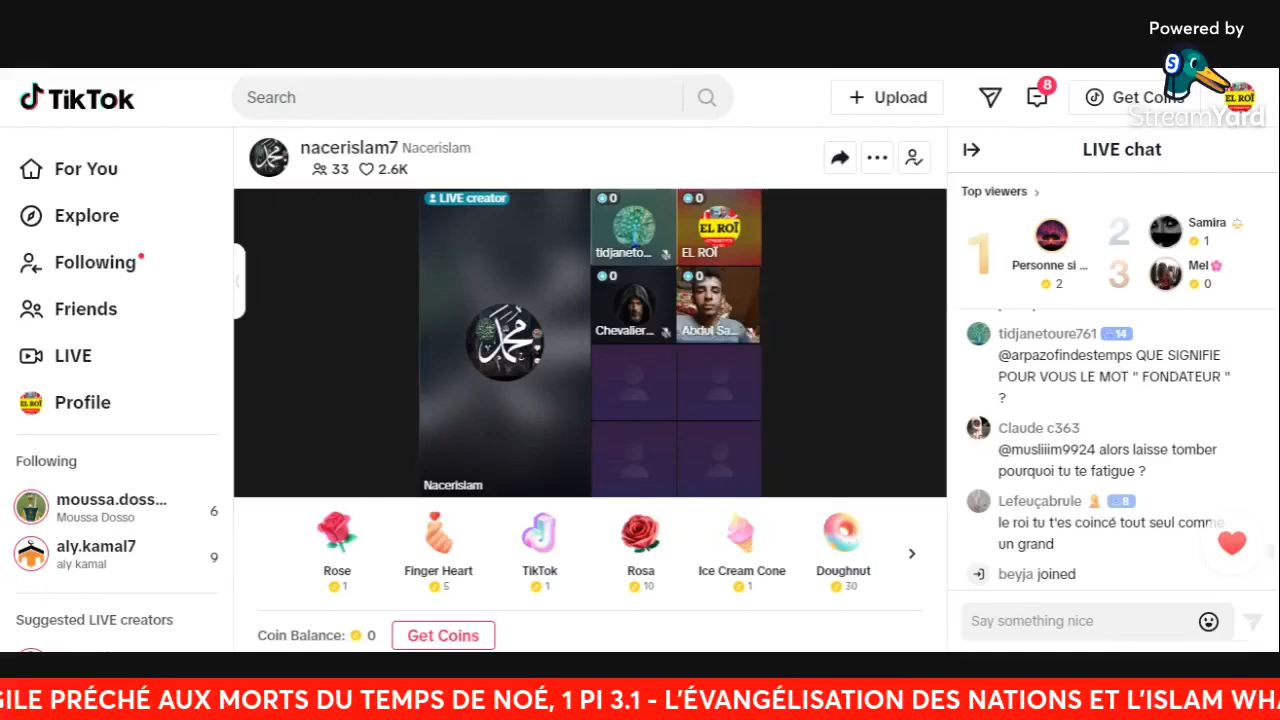 Powered by
StreamYard
TikTok
Search
Upload
8
Get Coins
EL ROÏ
For You
Explore
Following
Friends
LIVE
Profile
Following
moussa.doss...
Moussa Dosso
6
aly.kamal7
aly kamal
9
Suggested LIVE creators
nacerislam7 Nacerislam
33 2.6K
LIVE creator
0
tidjaneto...
0
EL ROÏ
EL ROÏ
0
Chevalier...
Abdul Sa...
محمد
Nacerislam
Rose
1
Finger Heart
5
TikTok
1
Rosa
10
Ice Cream Cone
1
Doughnut
30
Coin Balance: 0
Get Coins
LIVE chat
Top viewers
1
Personne si ...
2
2
Samira
1
3
Mel
0
tidjanetoure761 14
@arpazofindestemps QUE SIGNIFIE
POUR VOUS LE MOT " FONDATEUR "
?
Claude c363
@musliiim9924 alors laisse tomber
pourquoi tu te fatigue ?
Lefeuçabrule 8
le roi tu t'es coincé tout seul comme
un grand
beyja joined
Say something nice
GILE PRÉCHÉ AUX MORTS DU TEMPS DE NOÉ, 1 PI 3.1 - L'ÉVANGÉLISATION DES NATIONS ET L'ISLAM WHA